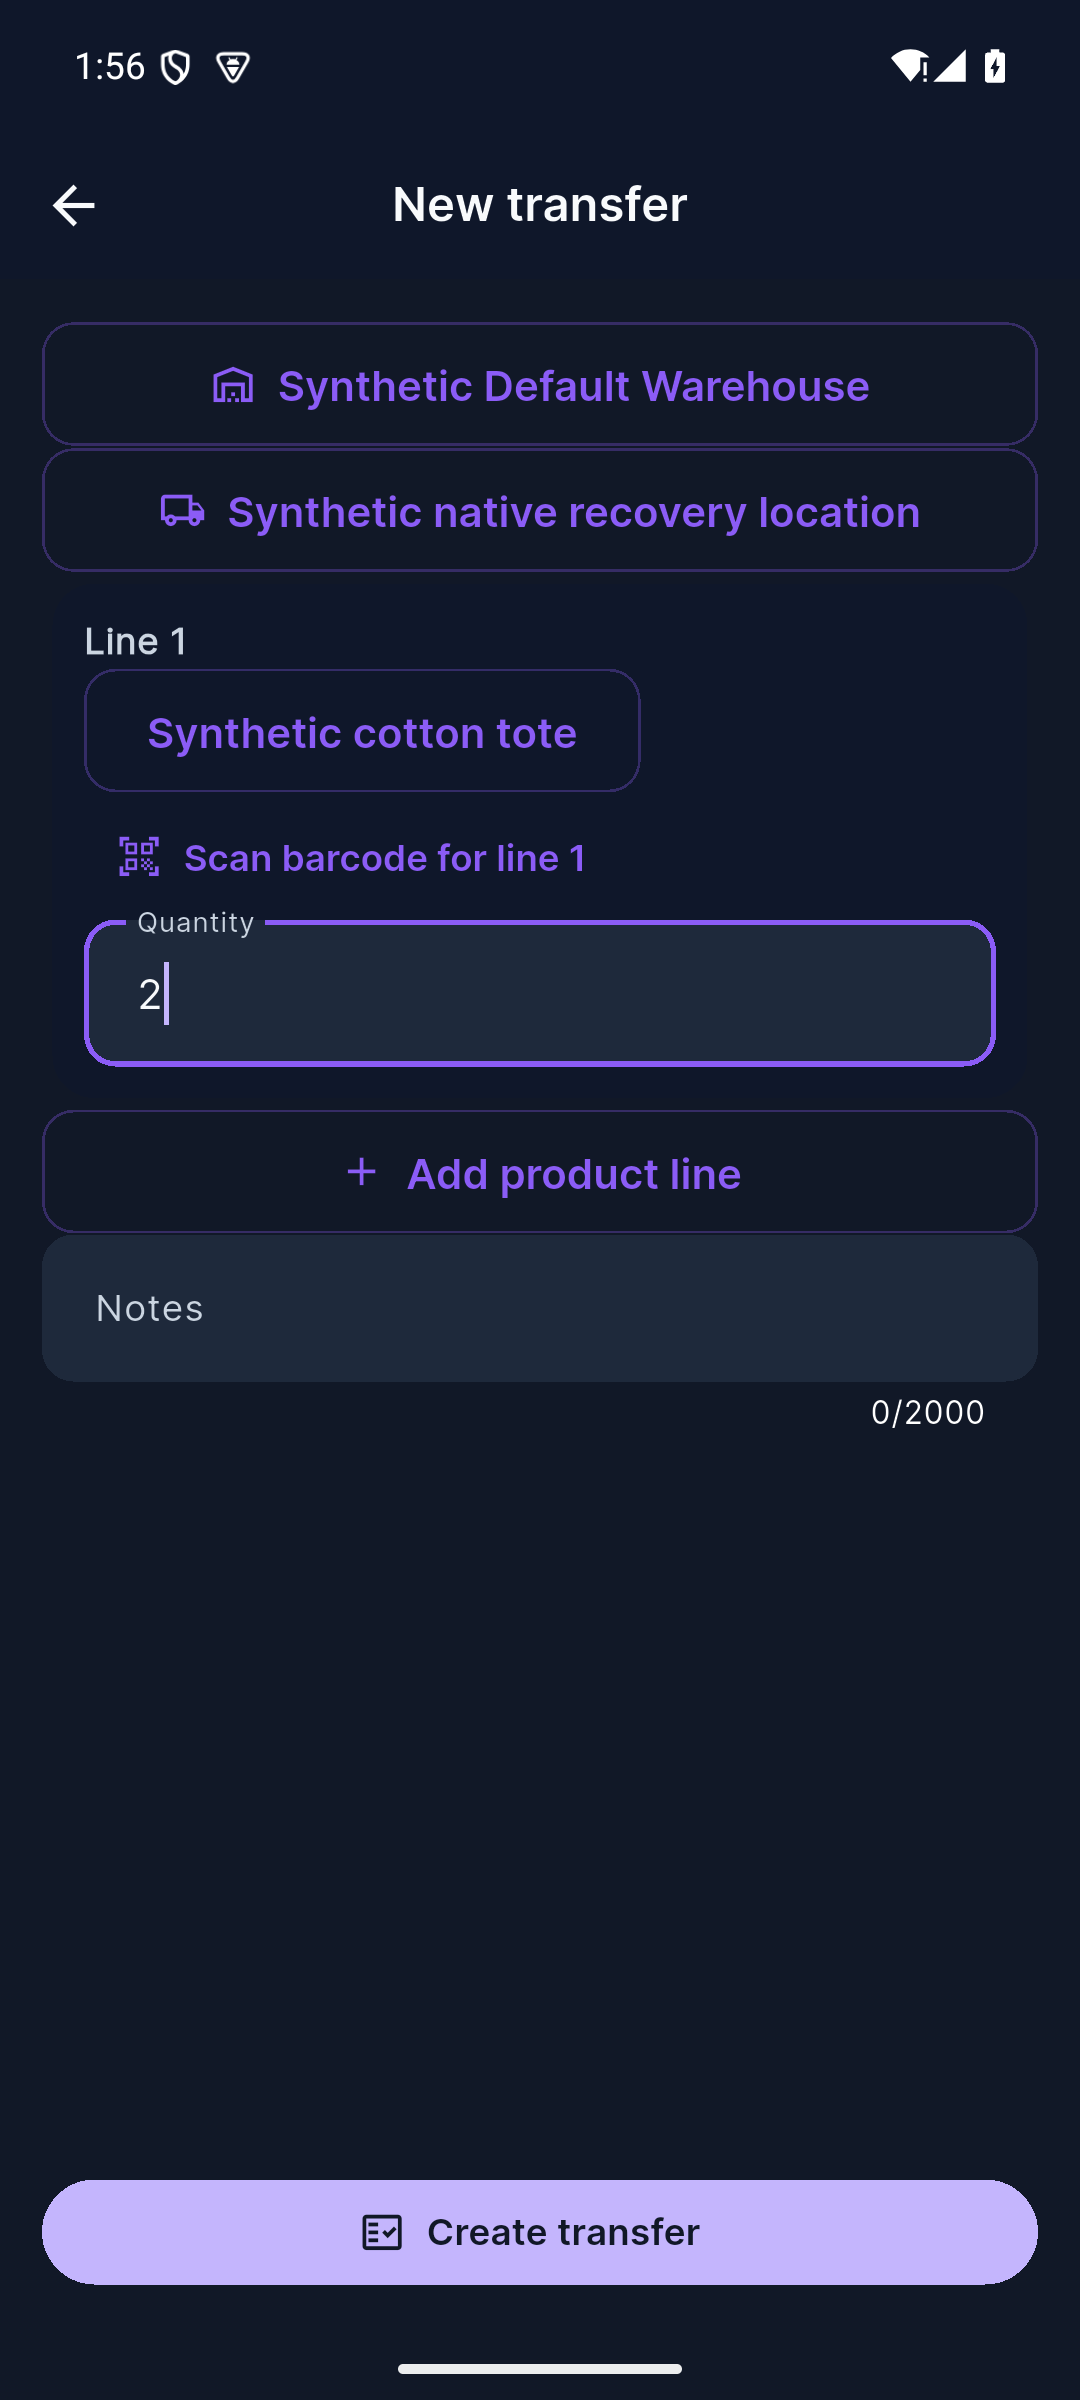 1:56
New transfer
Synthetic Default Warehouse
Synthetic native recovery location
Line 1
Synthetic cotton tote
Scan barcode for line 1
Quantity
2
Add product line
Notes
0/2000
Create transfer